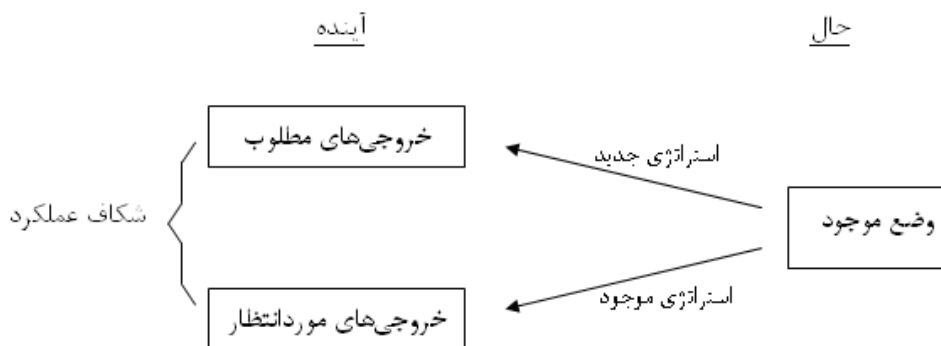 حال
آینده
خروجی‌های مطلوب
استراتژی جدید
وضع موجود
شکاف عملکرد
استراتژی موجود
خروجی‌های موردانتظار